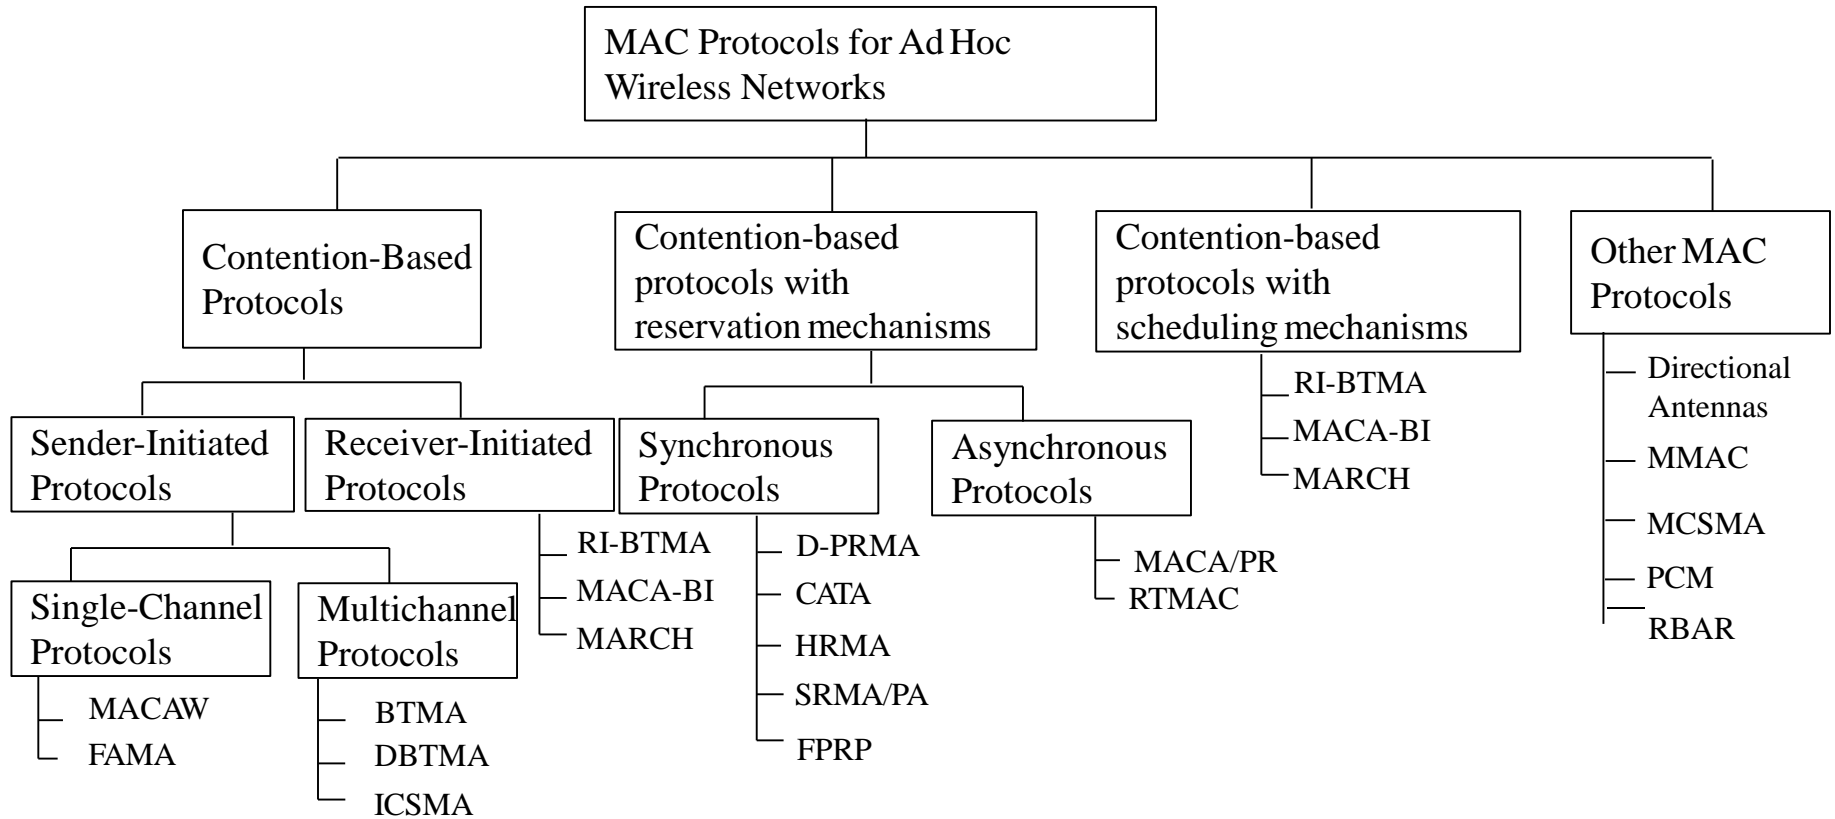 MAC Protocols for Ad Hoc
Wireless Networks
Contention-Based
Protocols
Contention-based
protocols with
reservation mechanisms
Contention-based
protocols with
scheduling mechanisms
Other MAC
Protocols
Sender-Initiated
Protocols
Receiver-Initiated
Protocols
Synchronous
Protocols
Asynchronous
Protocols
RI-BTMA
MACA-BI
MARCH
Directional
Antennas
MMAC
MCSMA
PCM
RBAR
Single-Channel
Protocols
Multichannel
Protocols
RI-BTMA
MACA-BI
MARCH
D-PRMA
CATA
HRMA
SRMA/PA
FPRP
MACA/PR
RTMAC
MACAW
FAMA
BTMA
DBTMA
ICSMA